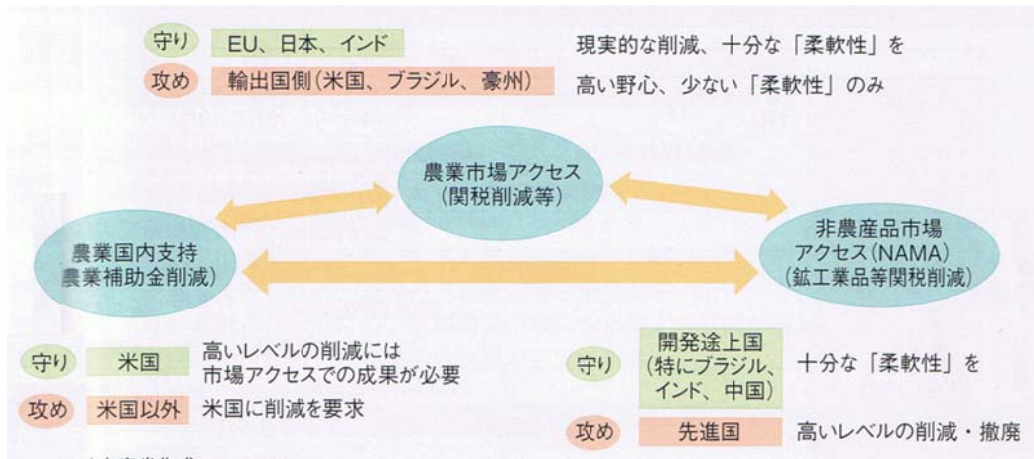 守り EU、日本、インド 現実的な削減、十分な「柔軟性」を
攻め 輸出国側(米国、ブラジル、豪州) 高い野心、少ない「柔軟性」のみ
農業市場アクセス
(関税削減等)
農業国内支持
農業補助金削減)
非農産品市場
アクセス(NAMA)
(鉱工業品等関税削減)
守り 米国 高いレベルの削減には
市場アクセスでの成果が必要
攻め 米国以外 米国に削減を要求
守り 開発途上国
(特にブラジル、
インド、中国) 十分な「柔軟性」を
攻め 先進国 高いレベルの削減・撤廃